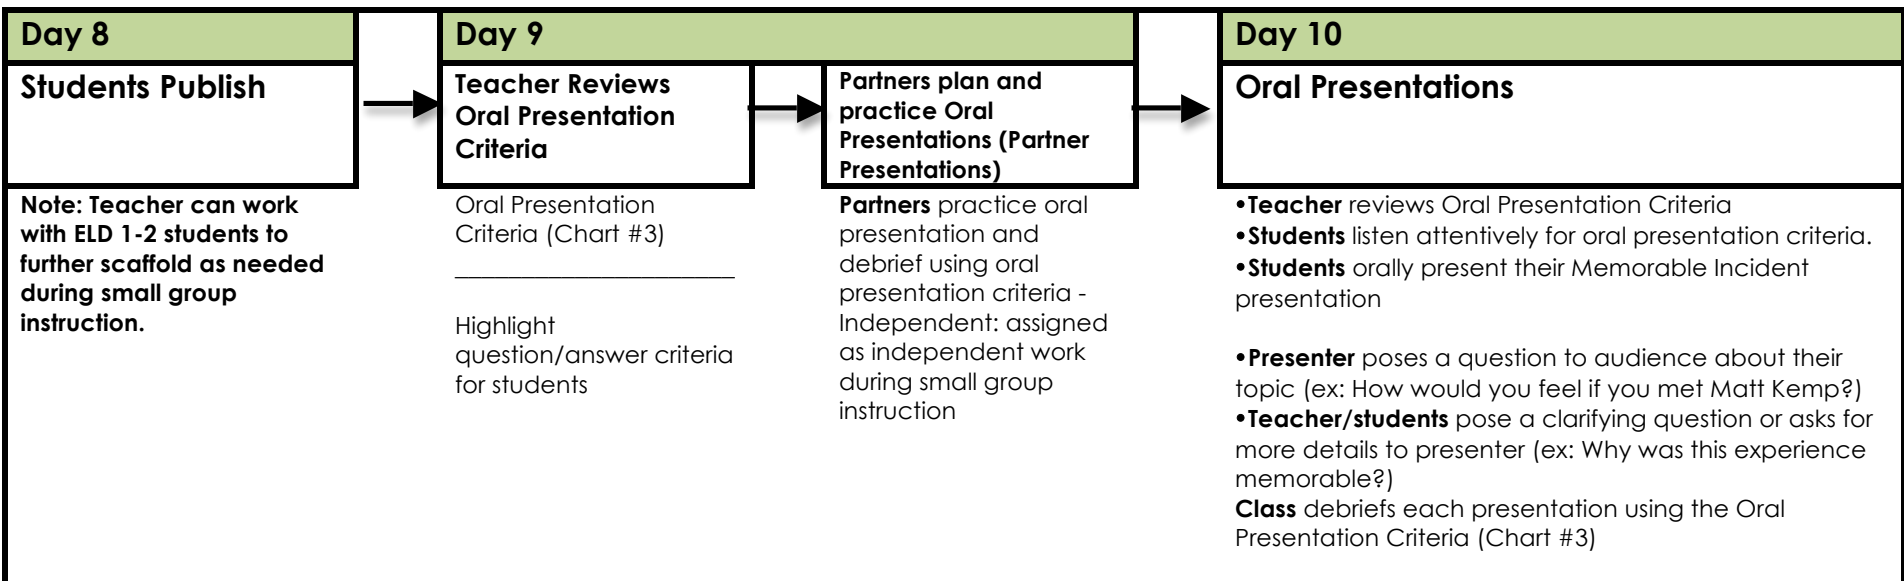 Day 8
Students Publish
Note: Teacher can work
with ELD 1-2 students to
further scaffold as needed
during small group
instruction.
Day 9
Teacher Reviews
Oral Presentation
Criteria
Oral Presentation
Criteria (Chart #3)
______________________
Highlight
question/answer criteria
for students
Partners plan and
practice Oral
Presentations (Partner
Presentations)
Partners practice oral
presentation and
debrief using oral
presentation criteria -
Independent: assigned
as independent work
during small group
instruction
Day 10
Oral Presentations
•Teacher reviews Oral Presentation Criteria
•Students listen attentively for oral presentation criteria.
•Students orally present their Memorable Incident
presentation
•Presenter poses a question to audience about their
topic (ex: How would you feel if you met Matt Kemp?)
•Teacher/students pose a clarifying question or asks for
more details to presenter (ex: Why was this experience
memorable?)
Class debriefs each presentation using the Oral
Presentation Criteria (Chart #3)